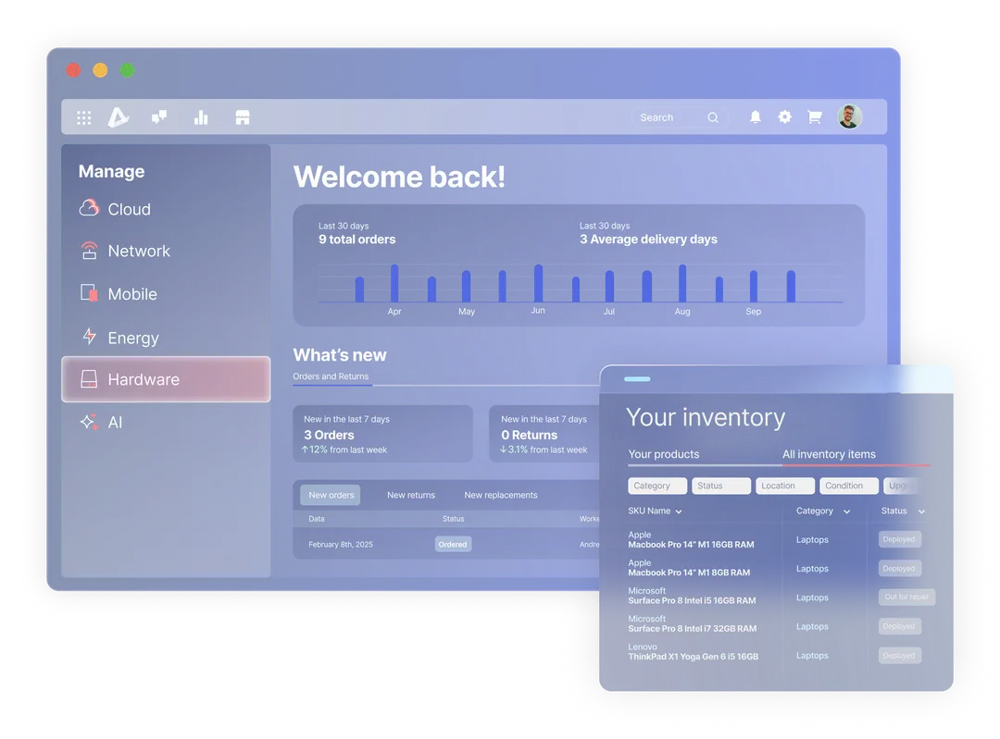 Search
Manage
Cloud
Network
Mobile
Energy
Hardware
AI
Welcome back!
Last 30 days
9 total orders
Last 30 days
3 Average delivery days
Apr May Jun Jul Aug Sep
What's new
Orders and Returns
New in the last 7 days
3 Orders
↑12% from last week
New in the last 7 days
0 Returns
↓3.1% from last week
New orders New returns New replacements
Data Status Worke
February 8th, 2025 Ordered Andre
Your inventory
Your products All inventory items
Category Status Location Condition Upgr
SKU Name Category Status
Apple
Macbook Pro 14" M1 16GB RAM Laptops Deployed
Apple
Macbook Pro 14" M1 8GB RAM Laptops Deployed
Microsoft
Surface Pro 8 Intel i5 16GB RAM Laptops Out for repair
Microsoft
Surface Pro 8 Intel i7 32GB RAM Laptops Deployed
Lenovo
ThinkPad X1 Yoga Gen 6 i5 16GB Laptops Deployed